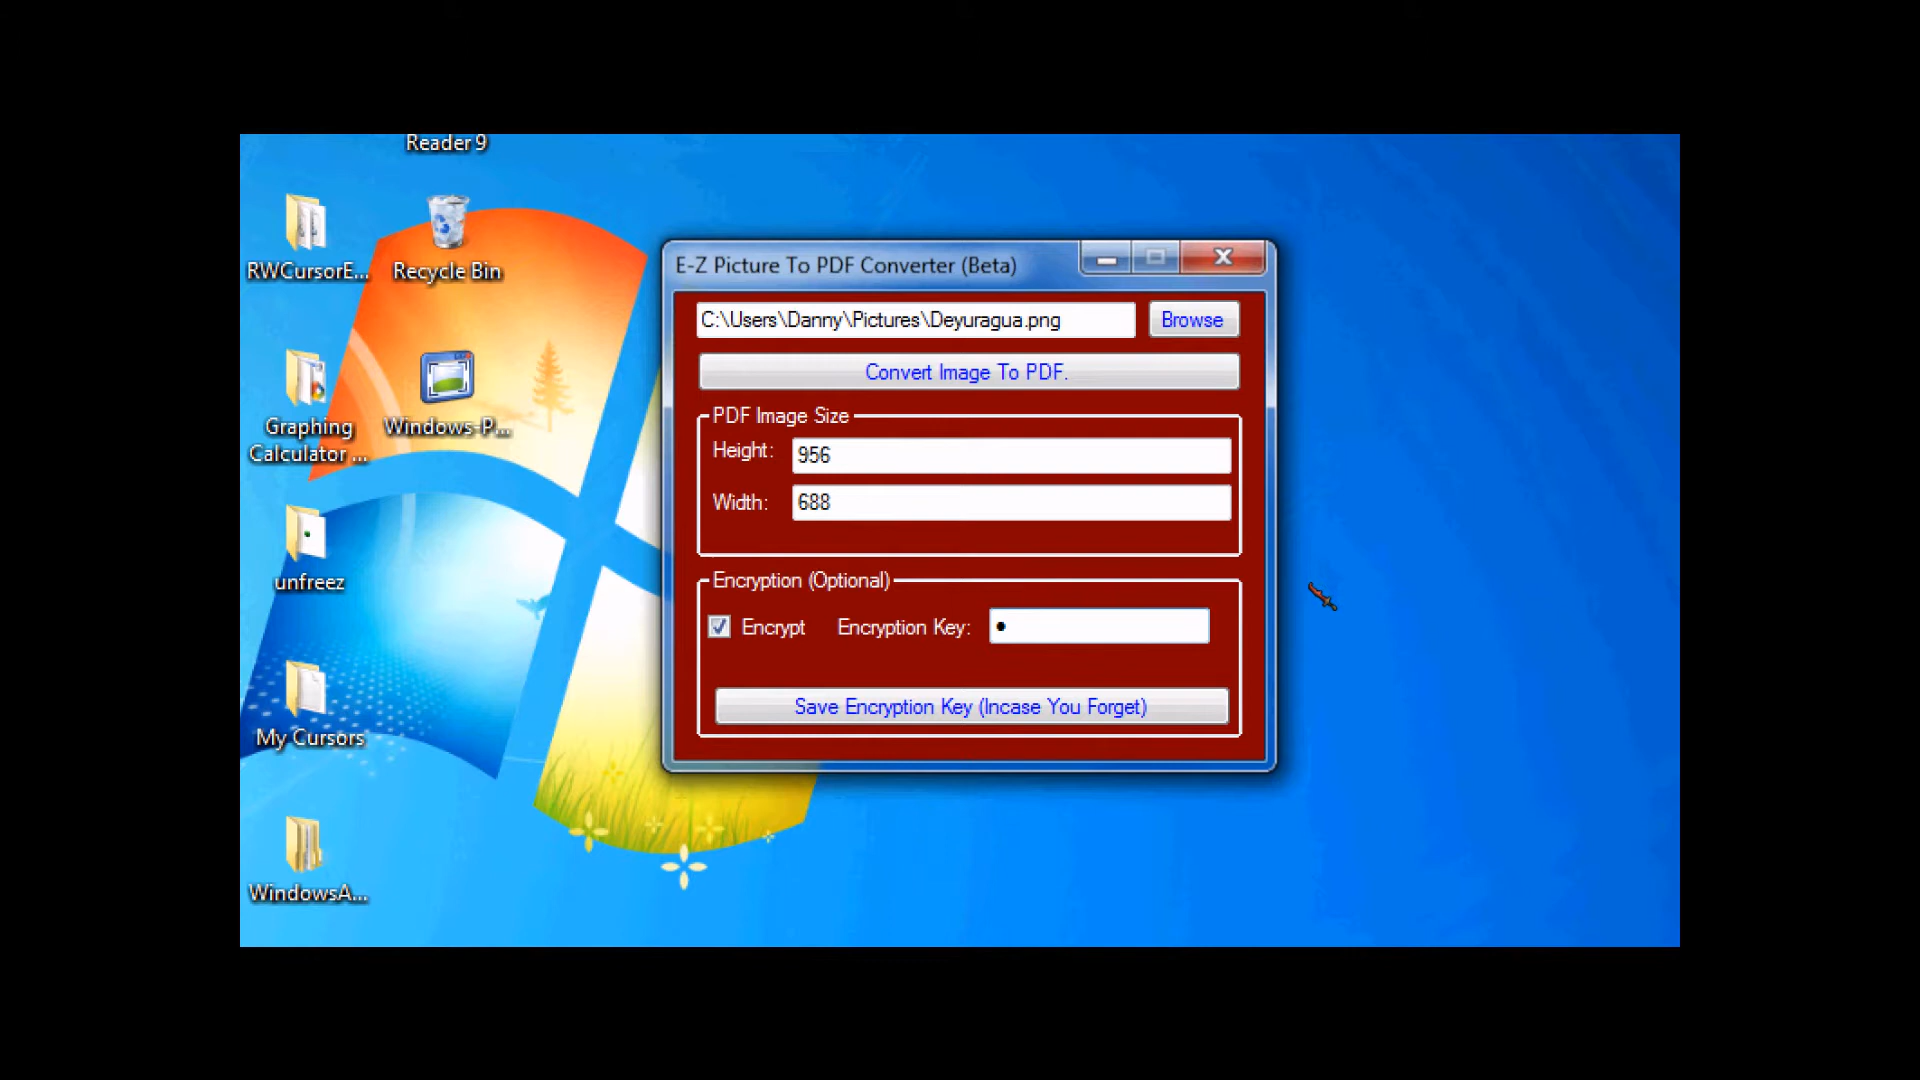 Reader 9
RWCursorE...
Recycle Bin
Graphing
Calculator ...
Windows-P...
unfreez
My Cursors
WindowsA...
E-Z Picture To PDF Converter (Beta)
C:\Users\Danny\Pictures\Deyuragua.png
Browse
Convert Image To PDF.
PDF Image Size
Height: 956
Width: 688
Encryption (Optional)
Encrypt Encryption Key: ●
Save Encryption Key (Incase You Forget)